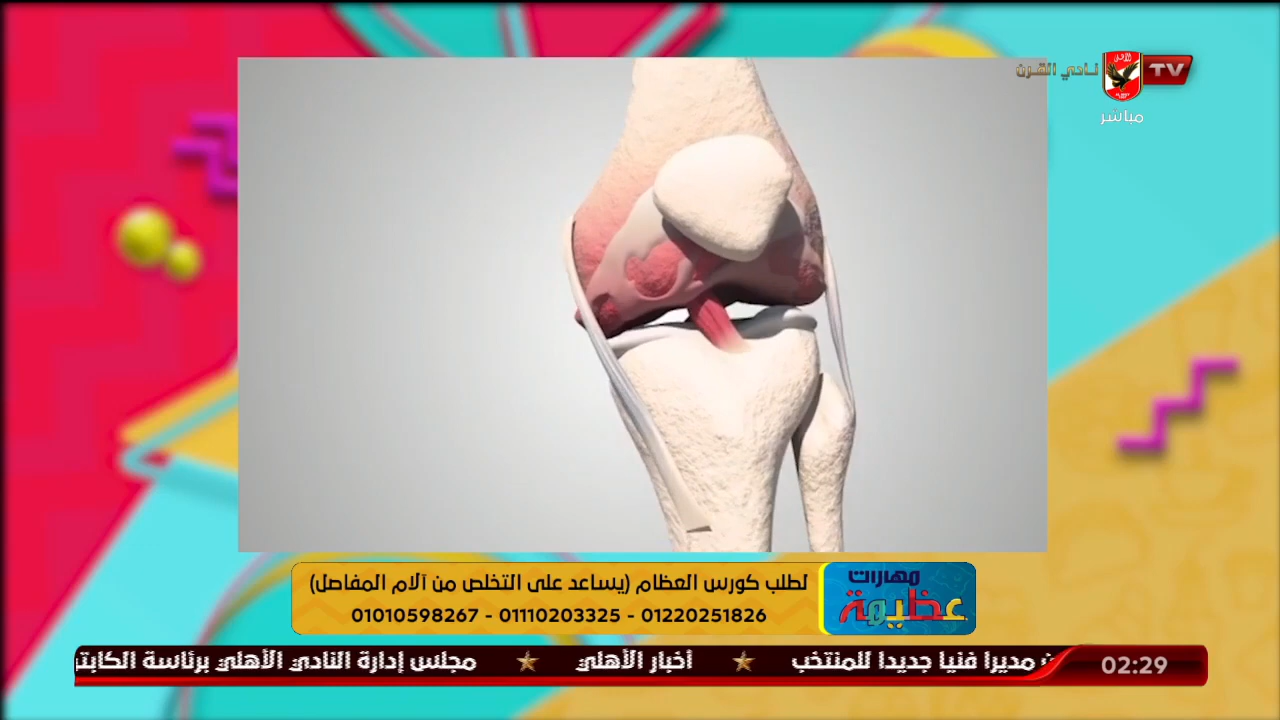 نادي القرن
TV
مباشر
مهارات
عظيمة
لطلب كورس العظام (يساعد على التخلص من آلام المفاصل)
01010598267 - 01110203325 - 01220251826
مديرا فنيا جديدا للمنتخب ★ أخبار الأهلي ★ مجلس إدارة النادي الأهلي برئاسة
02:29